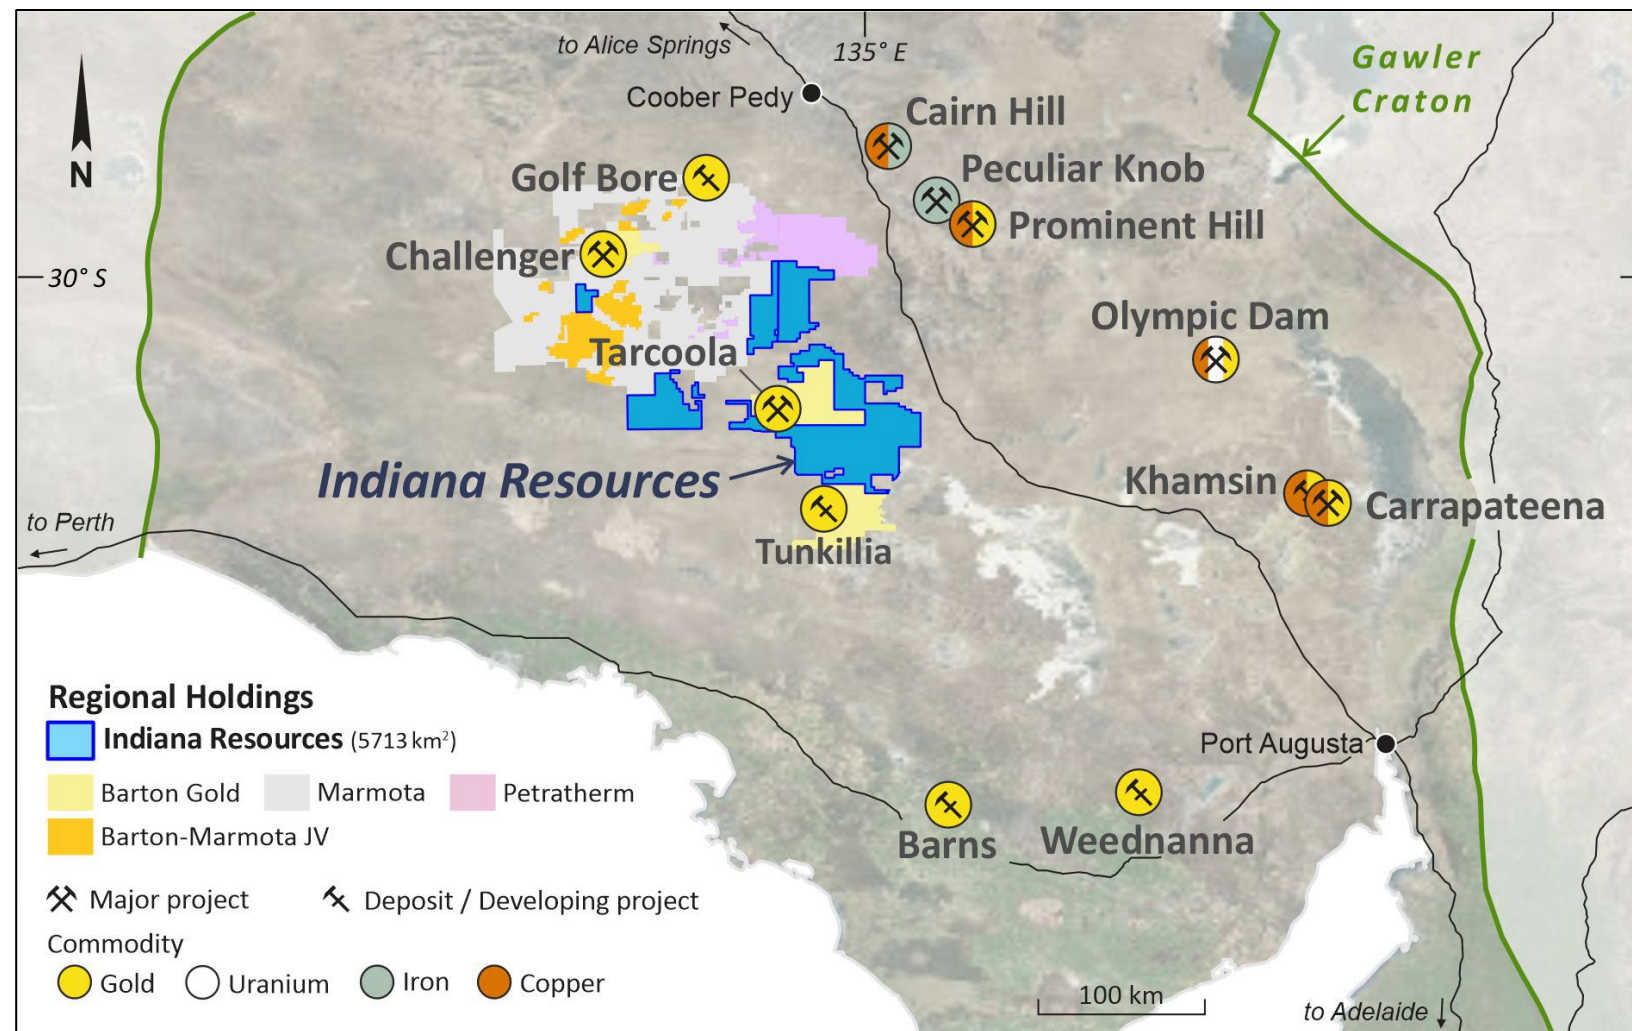 to Alice Springs
135° E
Gawler
Craton
Coober Pedy
Cairn Hill
N
Golf Bore
Peculiar Knob
Prominent Hill
Challenger
30° S
Olympic Dam
Tarcoola
Indiana Resources
Khamsin
Carrapateena
to Perth
Tunkillia
Regional Holdings
Indiana Resources (5713 km²)
Port Augusta
Barton Gold Marmota Petratherm
Barton-Marmota JV
Barns
Weednanna
Major project Deposit / Developing project
Commodity
Gold Uranium Iron Copper
100 km
to Adelaide